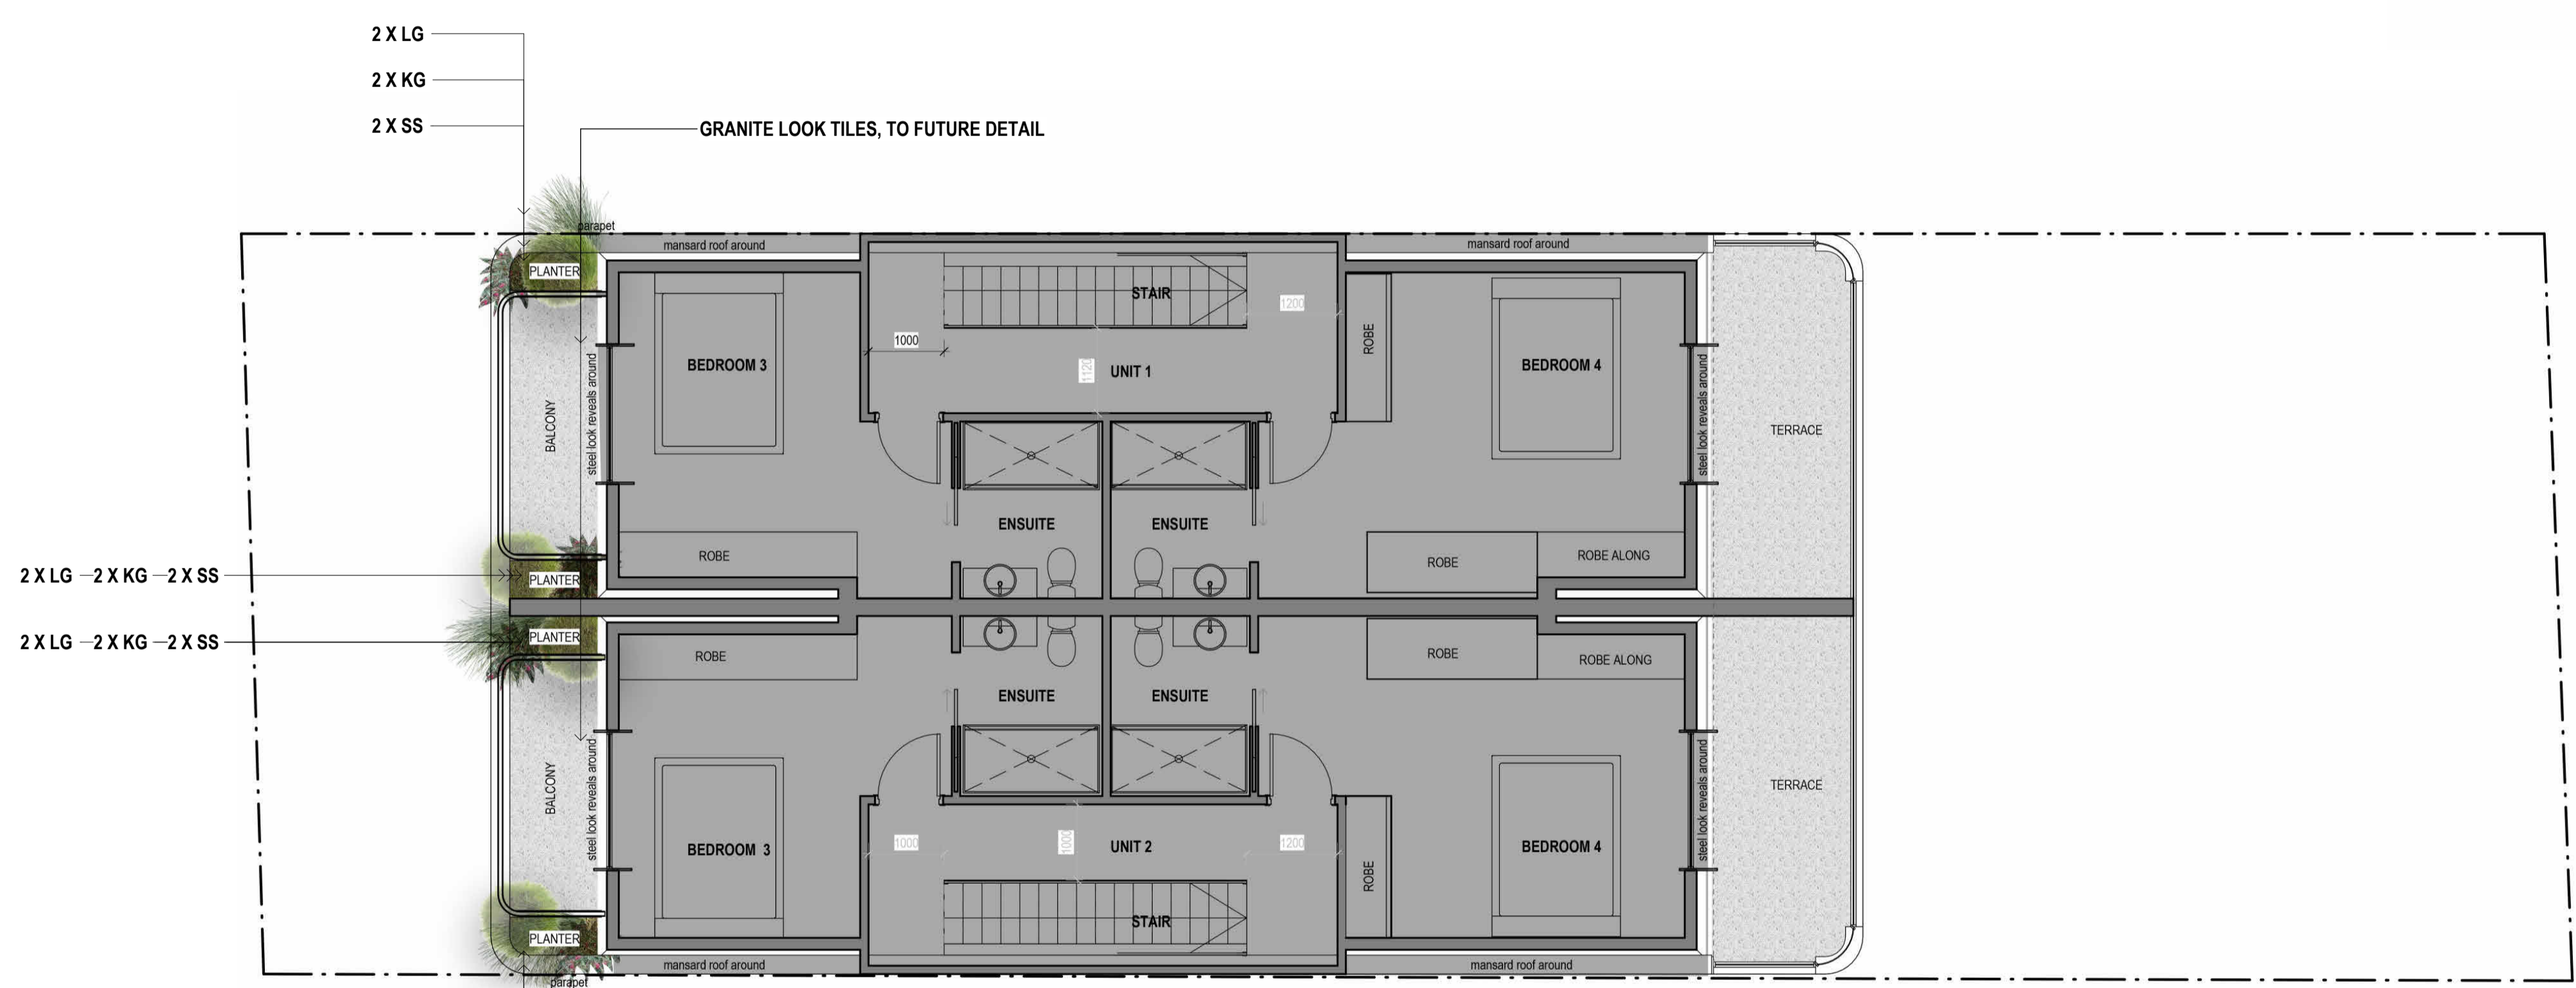 2 X LG
2 X KG
2 X SS
GRANITE LOOK TILES, TO FUTURE DETAIL
parapet
mansard roof around
mansard roof around
PLANTER
STAIR
1200
1000
ROBE
BEDROOM 3
1120
UNIT 1
BEDROOM 4
BALCONY
steel look reveals around
steel look reveals around
TERRACE
ENSUITE
ENSUITE
ROBE
ROBE
ROBE ALONG
2 X LG 2 X KG 2 X SS
PLANTER
2 X LG 2 X KG 2 X SS
PLANTER
ROBE
ROBE
ROBE ALONG
ENSUITE
ENSUITE
BALCONY
steel look reveals around
steel look reveals around
TERRACE
1000
1000
UNIT 2
1200
BEDROOM 3
BEDROOM 4
ROBE
STAIR
PLANTER
mansard roof around
mansard roof around
parapet